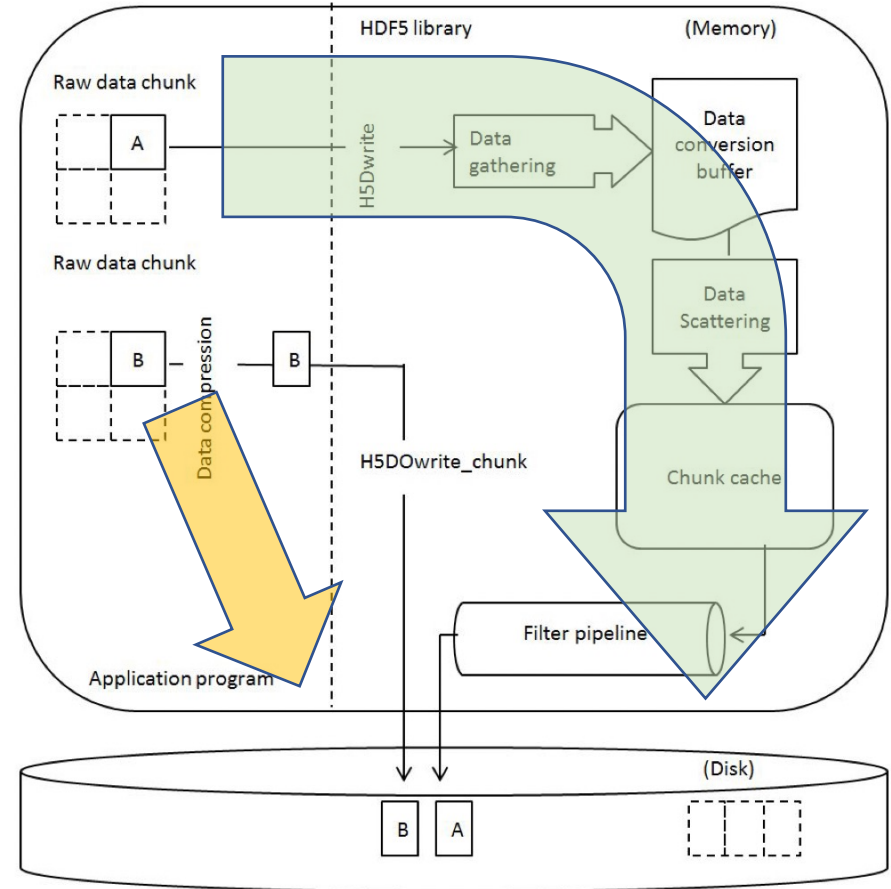 HDF5 library
(Memory)
Raw data chunk
A
H5Dwrite
Data
gathering
Data
conversion
buffer
Raw data chunk
Data
Scattering
B
Data compression
B
H5DOwrite_chunk
Chunk cache
Filter pipeline
Application program
(Disk)
B
A